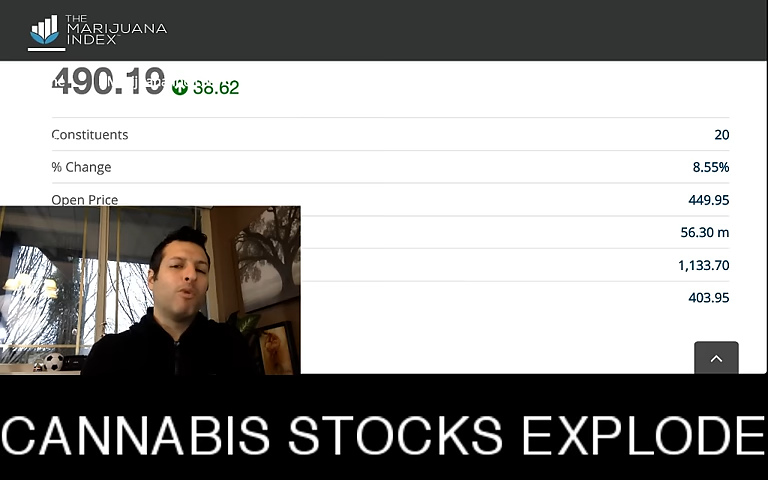 THE
MARIJUANA
INDEX
490.19 38.62
Constituents 20
% Change 8.55%
Open Price 449.95
56.30 m
1,133.70
403.95
CANNABIS STOCKS EXPLODE